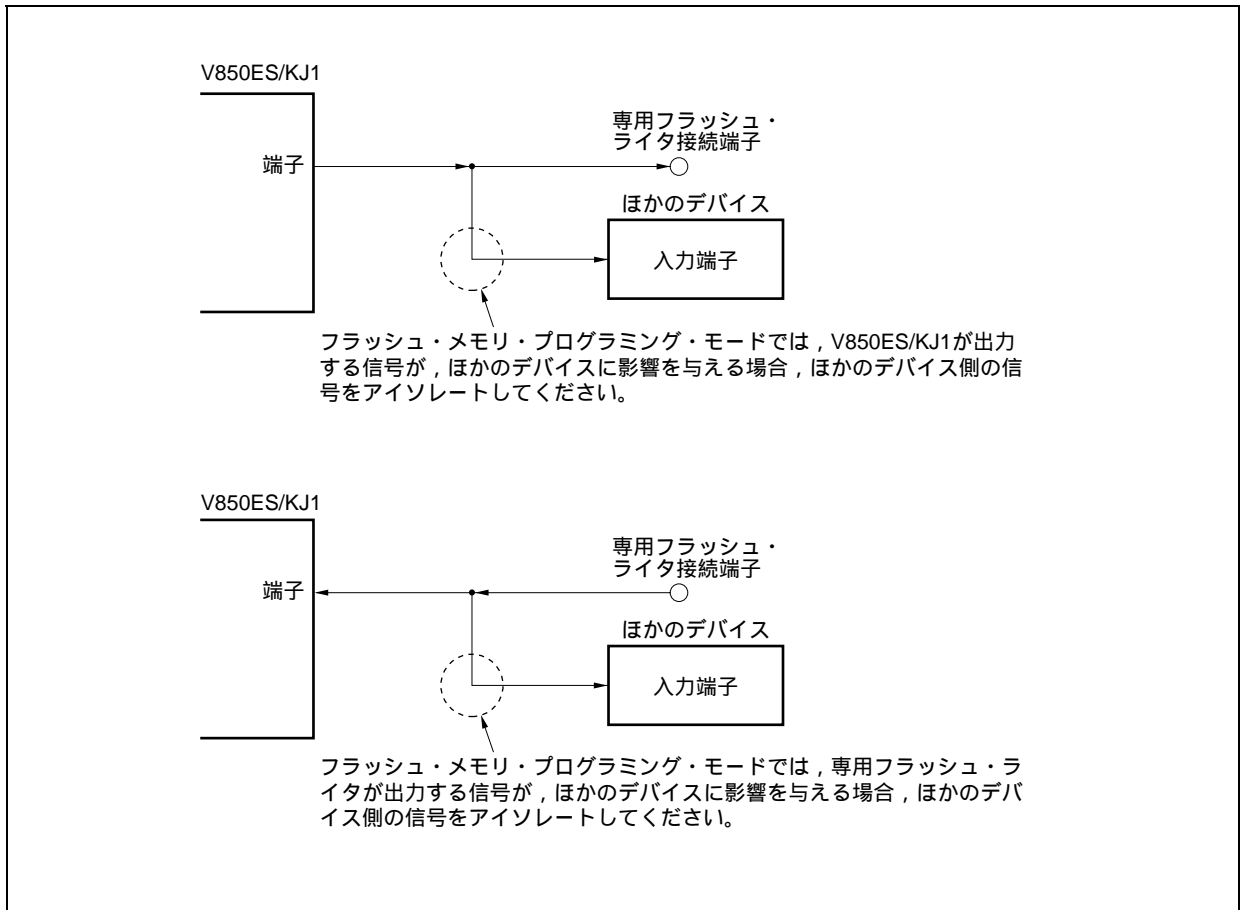 V850ES/KJ1
専用フラッシュ・
ライタ接続端子
端子
ほかのデバイス
入力端子
フラッシュ・メモリ・プログラミング・モードでは，V850ES/KJ1が出力
する信号が，ほかのデバイスに影響を与える場合，ほかのデバイス側の信
号をアイソレートしてください。
V850ES/KJ1
専用フラッシュ・
ライタ接続端子
端子
ほかのデバイス
入力端子
フラッシュ・メモリ・プログラミング・モードでは，専用フラッシュ・ラ
イタが出力する信号が，ほかのデバイスに影響を与える場合，ほかのデバ
イス側の信号をアイソレートしてください。